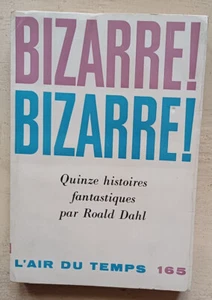 BIZARRE!
BIZARRE!
Quinze histoires
fantastiques
par Roald Dahl
L'AIR DU TEMPS 165